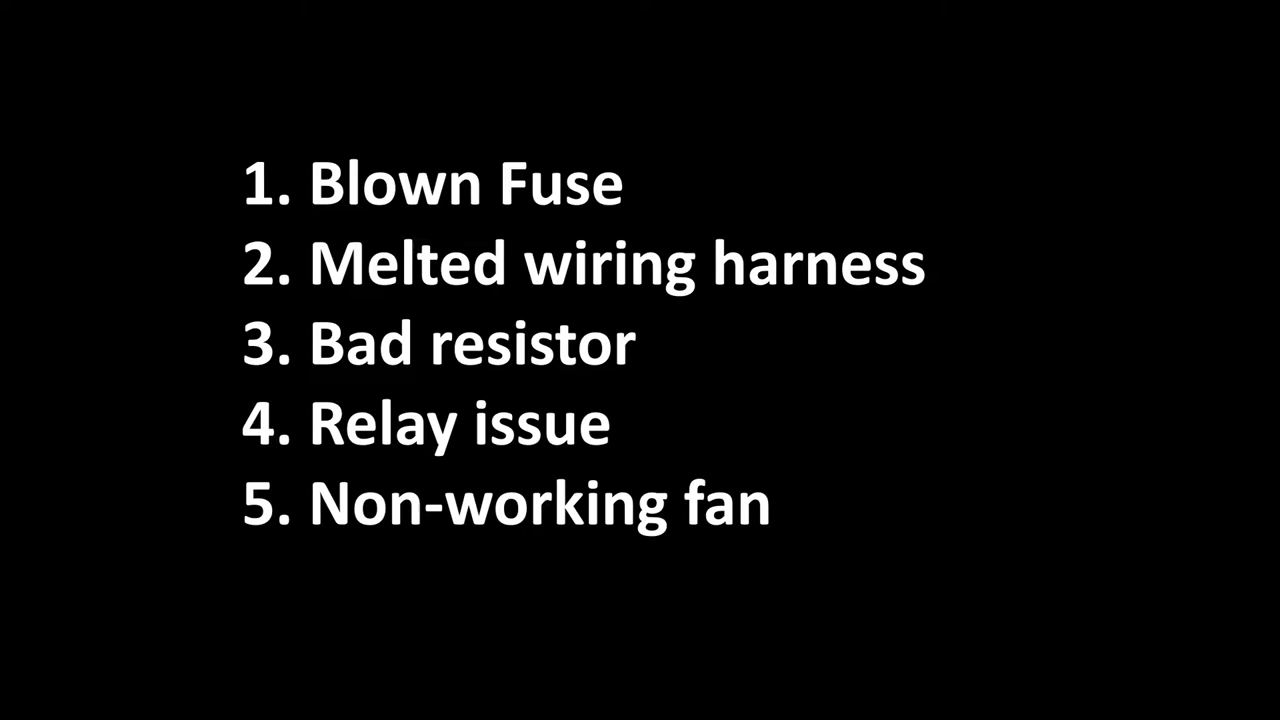 1. Blown Fuse
2. Melted wiring harness
3. Bad resistor
4. Relay issue
5. Non-working fan